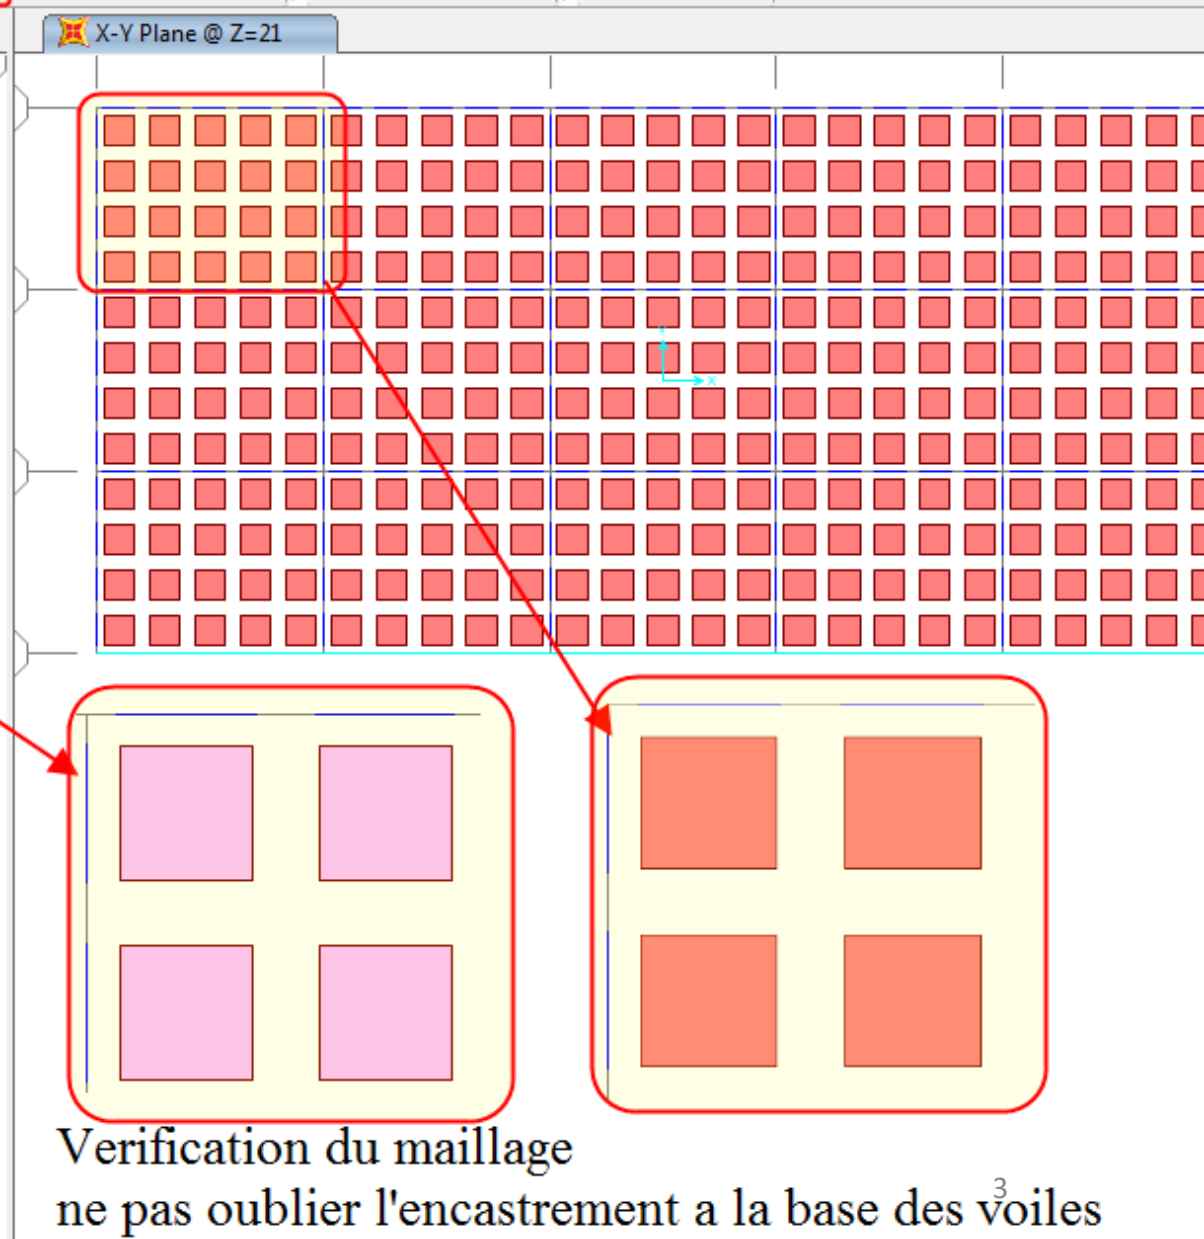 X-Y Plane @ Z=21
Y
X
Verification du maillage
3
ne pas oublier l'encastrement a la base des voiles